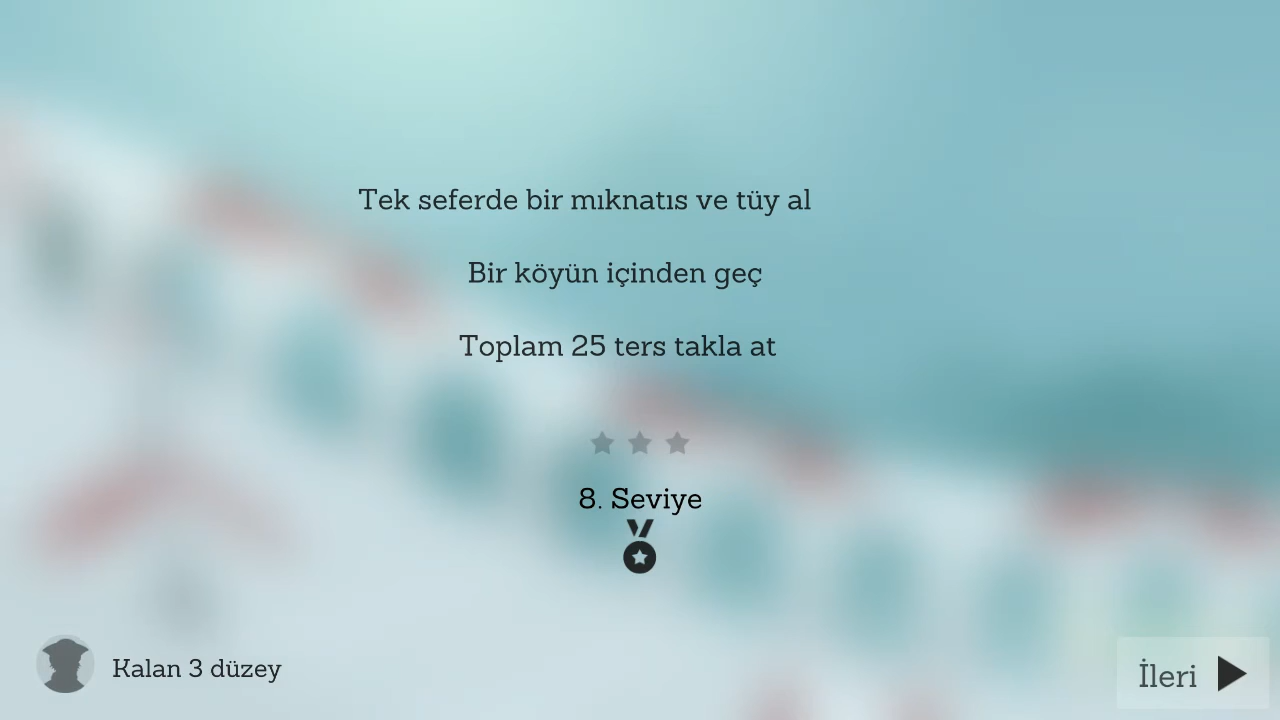 Tek seferde bir mıknatıs ve tüy al
Bir köyün içinden geç
Toplam 25 ters takla at
8. Seviye
Kalan 3 düzey
İleri